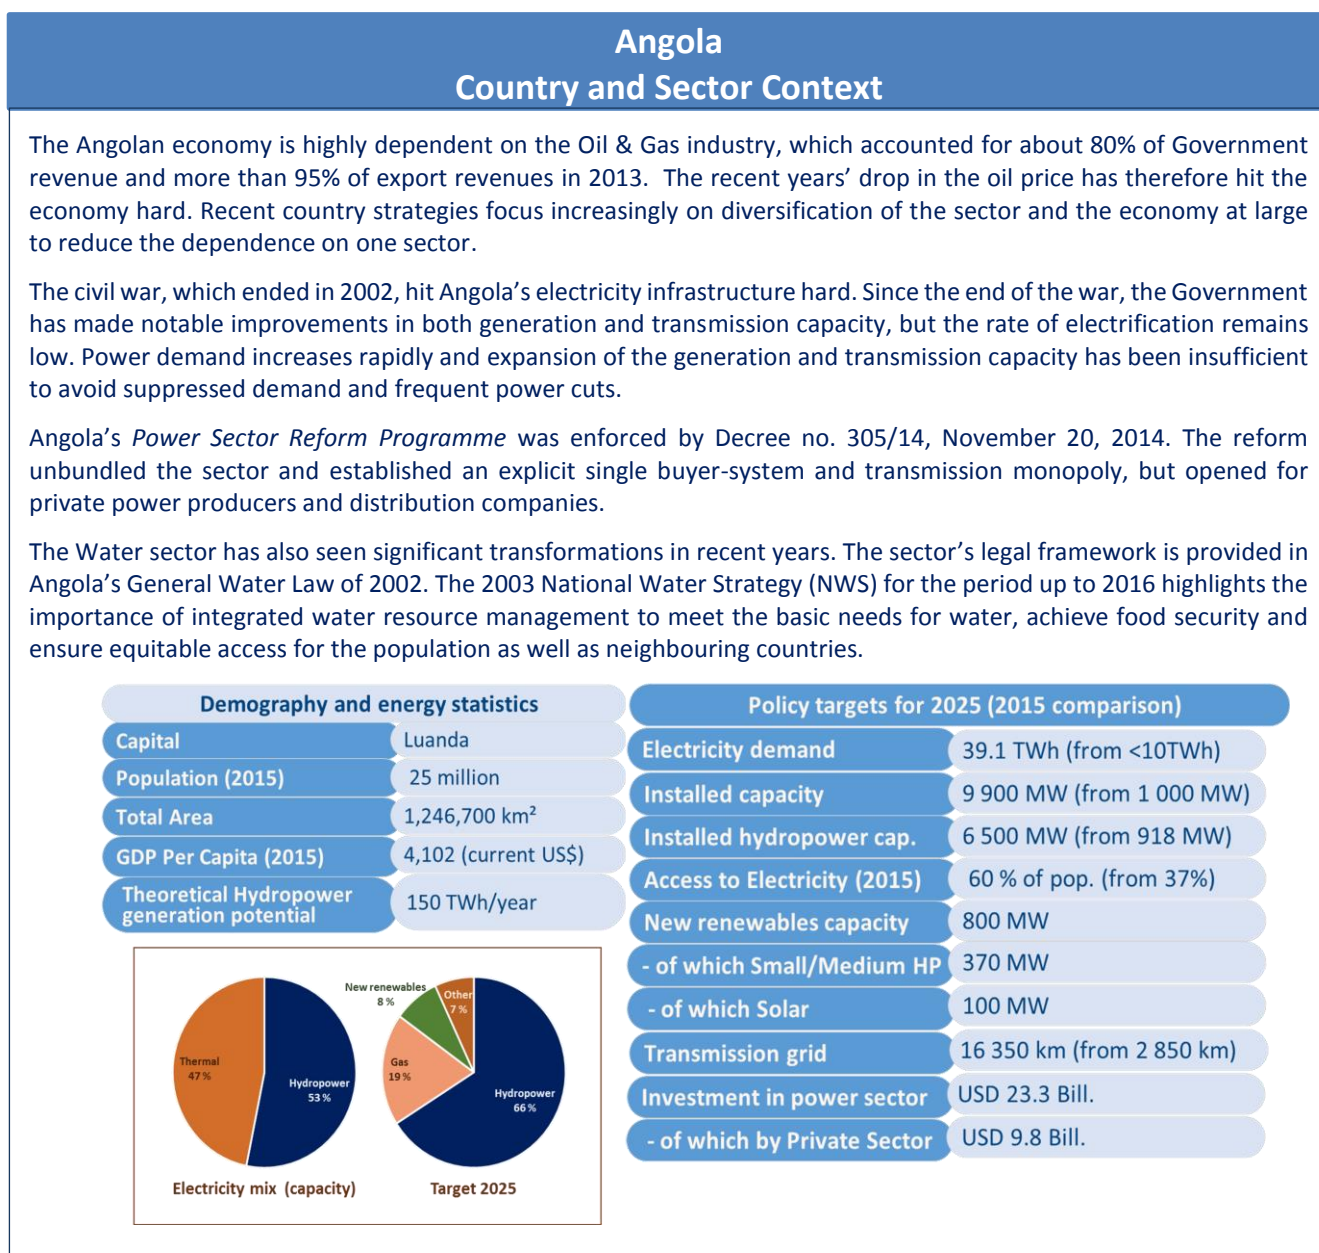 Angola
Country and Sector Context
The Angolan economy is highly dependent on the Oil & Gas industry, which accounted for about 80% of Government
revenue and more than 95% of export revenues in 2013. The recent years’ drop in the oil price has therefore hit the
economy hard. Recent country strategies focus increasingly on diversification of the sector and the economy at large
to reduce the dependence on one sector.
The civil war, which ended in 2002, hit Angola’s electricity infrastructure hard. Since the end of the war, the Government
has made notable improvements in both generation and transmission capacity, but the rate of electrification remains
low. Power demand increases rapidly and expansion of the generation and transmission capacity has been insufficient
to avoid suppressed demand and frequent power cuts.
Angola’s Power Sector Reform Programme was enforced by Decree no. 305/14, November 20, 2014. The reform
unbundled the sector and established an explicit single buyer-system and transmission monopoly, but opened for
private power producers and distribution companies.
The Water sector has also seen significant transformations in recent years. The sector’s legal framework is provided in
Angola’s General Water Law of 2002. The 2003 National Water Strategy (NWS) for the period up to 2016 highlights the
importance of integrated water resource management to meet the basic needs for water, achieve food security and
ensure equitable access for the population as well as neighbouring countries.
Demography and energy statistics
Capital Luanda
Population (2015) 25 million
Total Area 1,246,700 km²
GDP Per Capita (2015) 4,102 (current US$)
Theoretical Hydropower
generation potential 150 TWh/year
Policy targets for 2025 (2015 comparison)
Electricity demand 39.1 TWh (from <10TWh)
Installed capacity 9 900 MW (from 1 000 MW)
Installed hydropower cap. 6 500 MW (from 918 MW)
Access to Electricity (2015) 60 % of pop. (from 37%)
New renewables capacity 800 MW
- of which Small/Medium HP 370 MW
- of which Solar 100 MW
Transmission grid 16 350 km (from 2 850 km)
Investment in power sector USD 23.3 Bill.
- of which by Private Sector USD 9.8 Bill.
Thermal
47 %
Hydropower
53 %
Electricity mix (capacity)
New renewables
8 %
Other
7 %
Gas
19 %
Hydropower
66 %
Target 2025